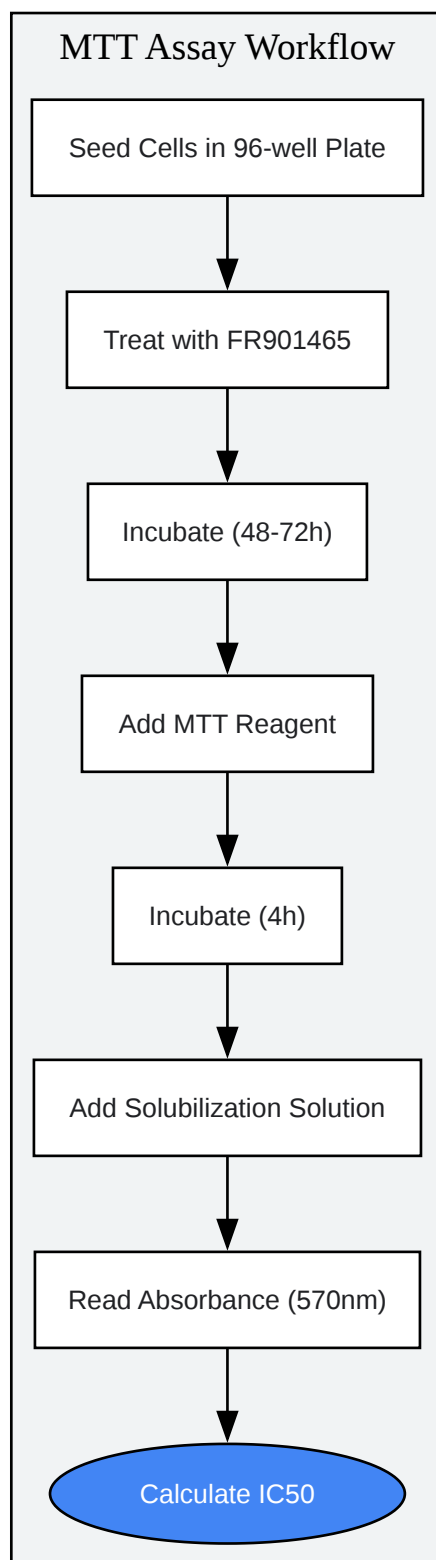 MTT Assay Workflow
Seed Cells in 96-well Plate
Treat with FR901465
Incubate (48-72h)
Add MTT Reagent
Incubate (4h)
Add Solubilization Solution
Read Absorbance (570nm)
Calculate IC50